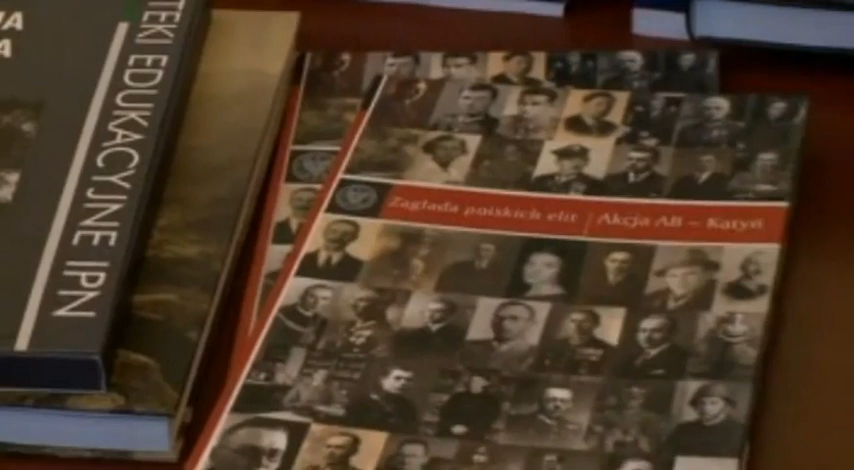 TEKI EDUKACYJNE IPN
Zagłada polskich elit | Akcja AB – Katyń